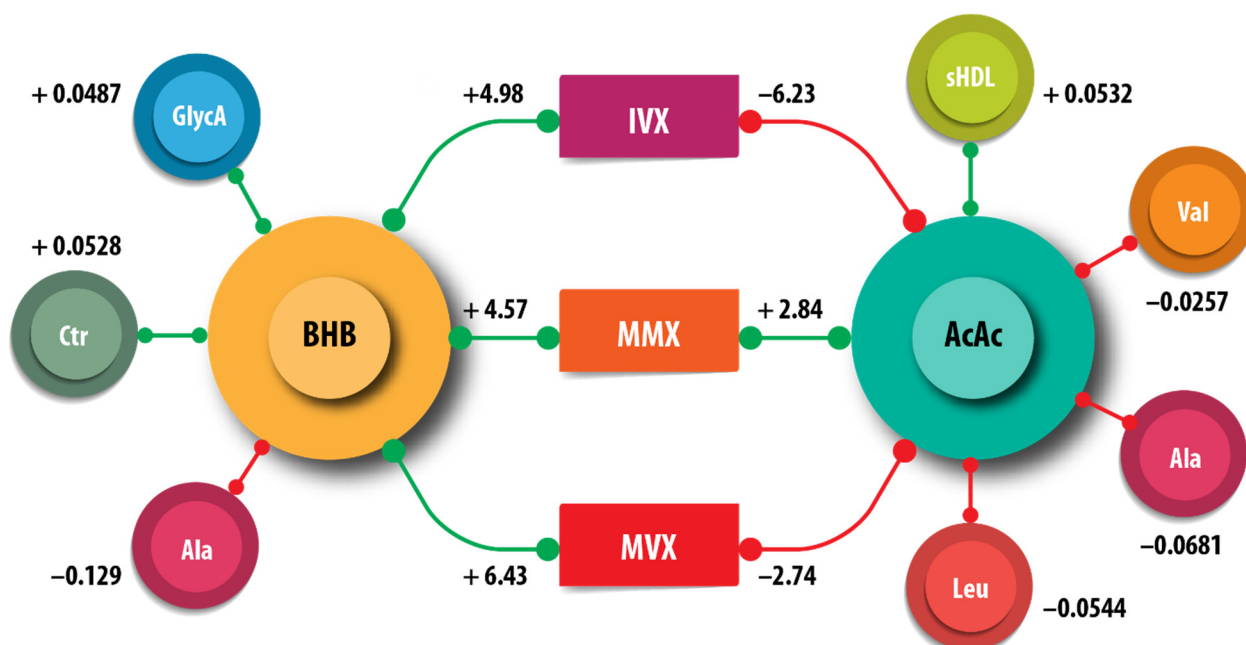 sHDL
+ 0.0487
+4.98
−6.23
+ 0.0532
GlycA
IVX
Val
+ 0.0528
−0.0257
Ctr
BHB
+ 4.57
MMX
+ 2.84
AcAc
Ala
Ala
−0.0681
−0.129
MVX
+ 6.43
−2.74
Leu
−0.0544